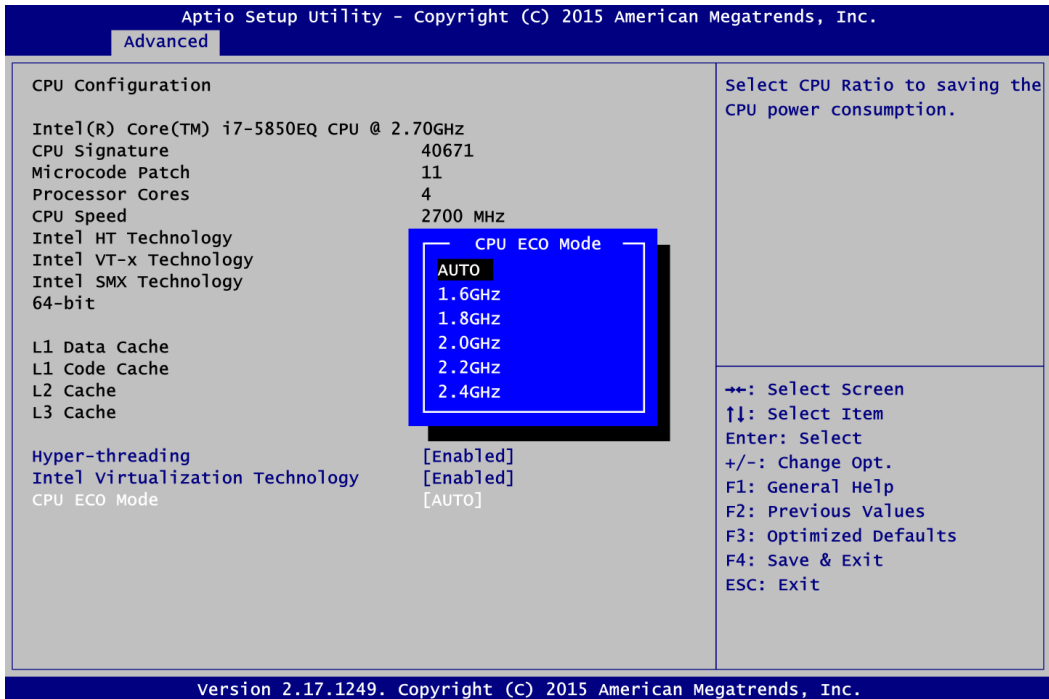 Aptio Setup Utility – Copyright (C) 2015 American Megatrends, Inc.
Advanced
CPU Configuration
Intel(R) Core(TM) i7-5850EQ CPU @ 2.70GHz
CPU Signature 40671
Microcode Patch 11
Processor Cores 4
CPU Speed 2700 MHz
Intel HT Technology
Intel VT-x Technology
Intel SMX Technology
64-bit
L1 Data Cache
L1 Code Cache
L2 Cache
L3 Cache
Hyper-threading [Enabled]
Intel Virtualization Technology [Enabled]
CPU ECO Mode [AUTO]
CPU ECO Mode
AUTO
1.6GHz
1.8GHz
2.0GHz
2.2GHz
2.4GHz
Select CPU Ratio to saving the
CPU power consumption.
→←: Select Screen
↑↓: Select Item
Enter: Select
+/-: Change Opt.
F1: General Help
F2: Previous Values
F3: Optimized Defaults
F4: Save & Exit
ESC: Exit
Version 2.17.1249. Copyright (C) 2015 American Megatrends, Inc.